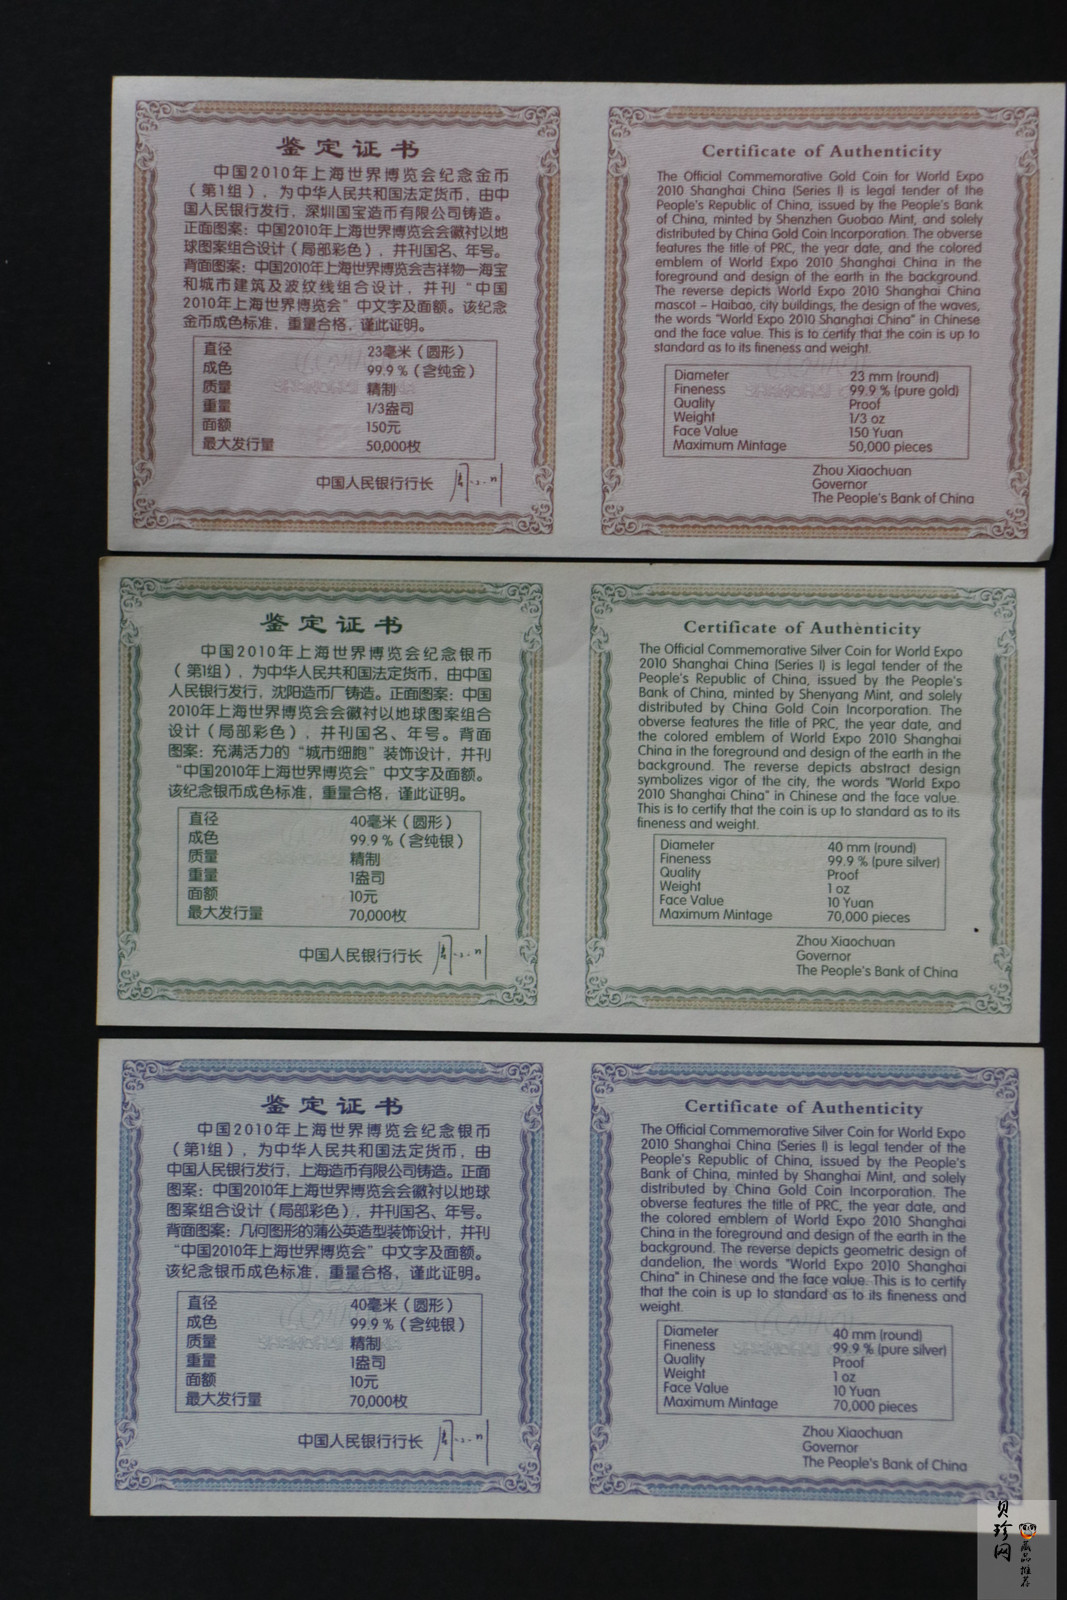 鉴定证书
中国2010年上海世界博览会纪念金币
（第1组），为中华人民共和国法定货币，由中
国人民银行发行，深圳国宝造币有限公司铸造。
正面图案：中国2010年上海世界博览会会徽衬以地
球图案组合设计（局部彩色），并刊国名、年号。
背面图案：中国2010年上海世界博览会吉祥物—海宝
和城市建筑及波纹线组合设计，并刊“中国
2010年上海世界博览会”中文字及面额。该纪念
金币成色标准，重量合格，谨此证明。
直径 23毫米（圆形）
成色 99.9％（含纯金）
质量 精制
重量 1/3盎司
面额 150元
最大发行量 50,000枚
中国人民银行行长
Certificate of Authenticity
The Official Commemorative Gold Coin for World Expo
2010 Shanghai China (Series I) is legal tender of the
People's Republic of China, issued by the People's Bank
of China, minted by Shenzhen Guobao Mint, and solely
distributed by China Gold Coin Incorporation. The obverse
features the title of PRC, the year date, and the colored
emblem of World Expo 2010 Shanghai China in the
foreground and design of the earth in the background.
The reverse depicts World Expo 2010 Shanghai China
mascot – Haibao, city buildings, the design of the waves,
the words "World Expo 2010 Shanghai China" in Chinese
and the face value. This is to certify that the coin is up to
standard as to its fineness and weight.
Diameter 23 mm (round)
Fineness 99.9 % (pure gold)
Quality Proof
Weight 1/3 oz
Face Value 150 Yuan
Maximum Mintage 50,000 pieces
Zhou Xiaochuan
Governor
The People's Bank of China
鉴定证书
中国2010年上海世界博览会纪念银币
（第1组），为中华人民共和国法定货币，由中国
人民银行发行，沈阳造币厂铸造。正面图案：中国
2010年上海世界博览会会徽衬以地球图案组合
设计（局部彩色），并刊国名、年号。背面
图案：充满活力的“城市细胞”装饰设计，并刊
“中国2010年上海世界博览会”中文字及面额。
该纪念银币成色标准，重量合格，谨此证明。
直径 40毫米（圆形）
成色 99.9％（含纯银）
质量 精制
重量 1盎司
面额 10元
最大发行量 70,000枚
中国人民银行行长
Certificate of Authenticity
The Official Commemorative Silver Coin for World Expo
2010 Shanghai China (Series I) is legal tender of the
People's Republic of China, issued by the People's
Bank of China, minted by Shenyang Mint, and solely
distributed by China Gold Coin Incorporation. The
obverse features the title of PRC, the year date, and
the colored emblem of World Expo 2010 Shanghai
China in the foreground and design of the earth in the
background. The reverse depicts abstract design
symbolizes vigor of the city, the words "World Expo
2010 Shanghai China" in Chinese and the face value.
This is to certify that the coin is up to standard as to its
fineness and weight.
Diameter 40 mm (round)
Fineness 99.9 % (pure silver)
Quality Proof
Weight 1 oz
Face Value 10 Yuan
Maximum Mintage 70,000 pieces
Zhou Xiaochuan
Governor
The People's Bank of China
鉴定证书
中国2010年上海世界博览会纪念银币
（第1组），为中华人民共和国法定货币，由
中国人民银行发行，上海造币有限公司铸造。正面
图案：中国2010年上海世界博览会会徽衬以地球
图案组合设计（局部彩色），并刊国名、年号。
背面图案：几何图形的蒲公英造型装饰设计，并刊
“中国2010年上海世界博览会”中文字及面额。
该纪念银币成色标准，重量合格，谨此证明。
直径 40毫米（圆形）
成色 99.9％（含纯银）
质量 精制
重量 1盎司
面额 10元
最大发行量 70,000枚
中国人民银行行长
Certificate of Authenticity
The Official Commemorative Silver Coin for World Expo
2010 Shanghai China (Series I) is legal tender of the
People's Republic of China, issued by the People's
Bank of China, minted by Shanghai Mint, and solely
distributed by China Gold Coin Incorporation. The
obverse features the title of PRC, the year date, and
the colored emblem of World Expo 2010 Shanghai
China in the foreground and design of the earth in the
background. The reverse depicts geometric design of
dandelion, the words "World Expo 2010 Shanghai
China" in Chinese and the face value. This is to certify
that the coin is up to standard as to its fineness and
weight.
Diameter 40 mm (round)
Fineness 99.9 % (pure silver)
Quality Proof
Weight 1 oz
Face Value 10 Yuan
Maximum Mintage 70,000 pieces
Zhou Xiaochuan
Governor
The People's Bank of China
贝珍网
藏品推荐